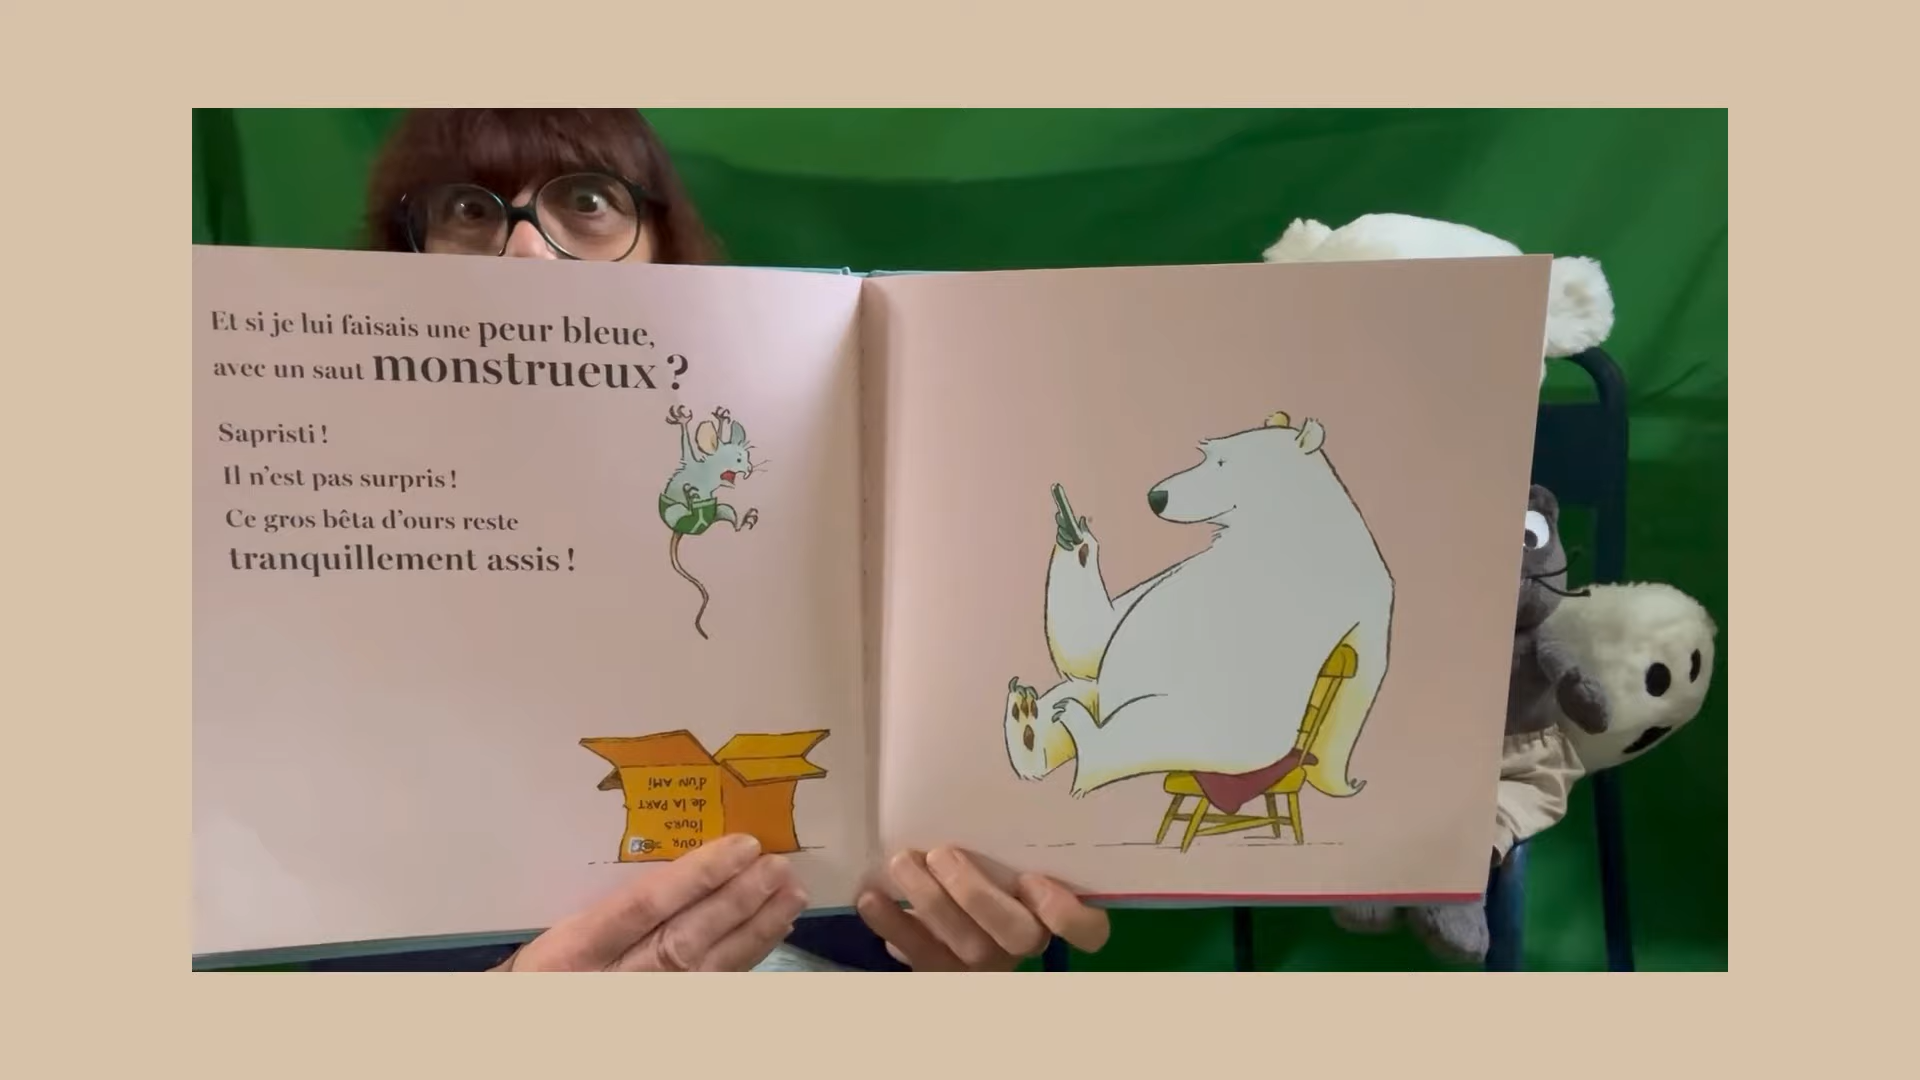 Et si je lui faisais une peur bleue,
avec un saut monstrueux ?
Sapristi !
Il n'est pas surpris !
Ce gros bêta d'ours reste
tranquillement assis !
POUR
l'OURS
de la PART
d'UN AMi